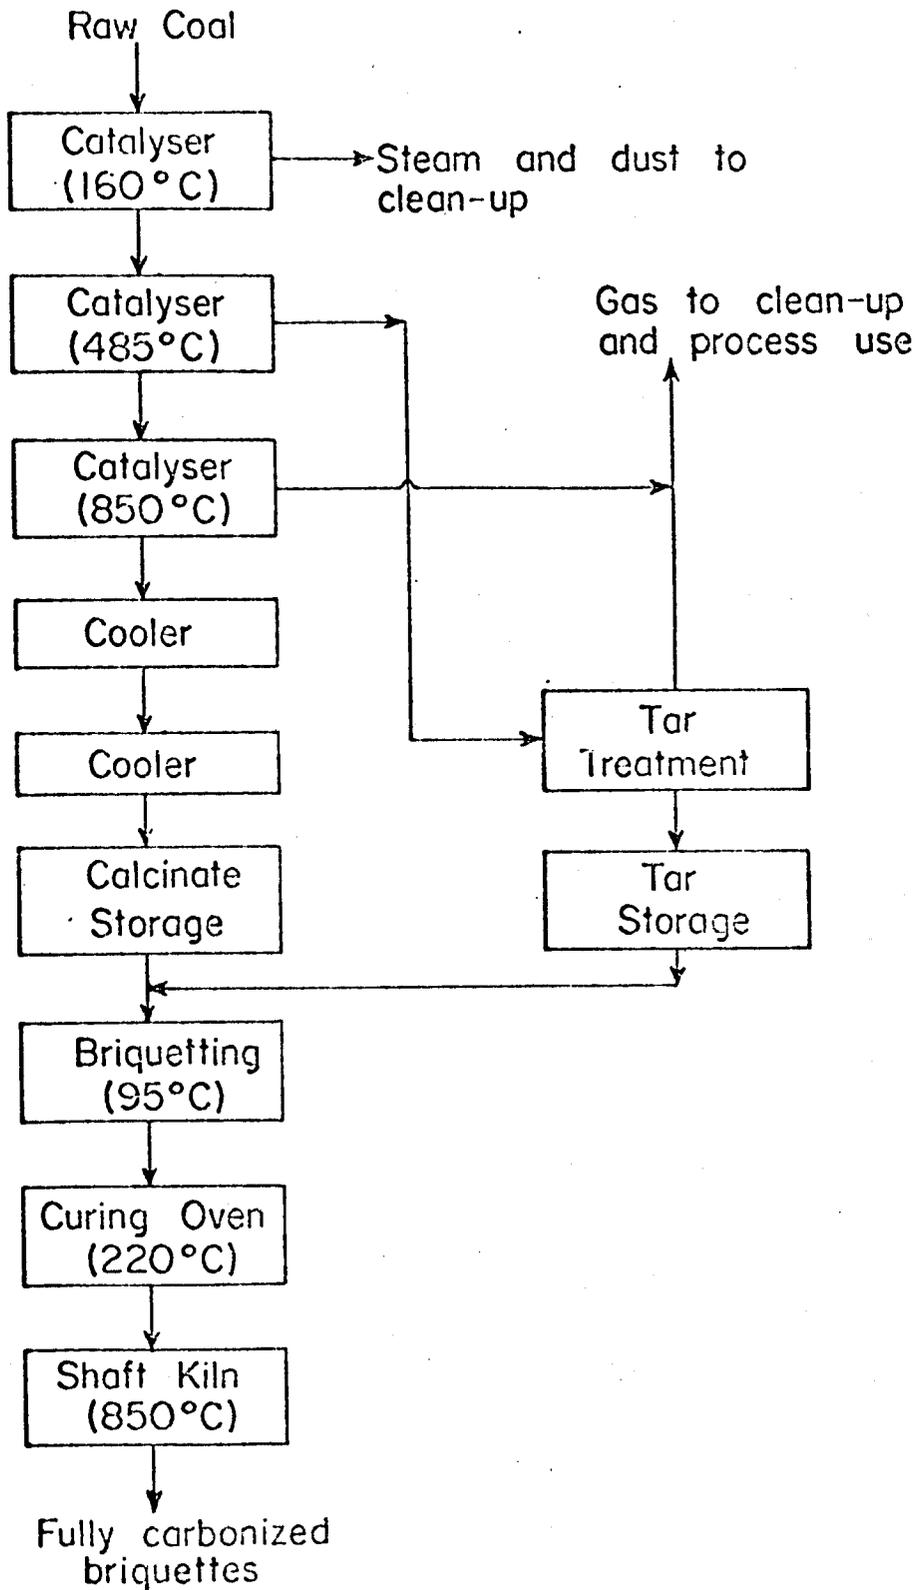 Raw Coal
Catalyser
(160°C)
Steam and dust to
clean-up
Catalyser
(485°C)
Gas to clean-up
and process use
Catalyser
(850°C)
Cooler
Cooler
Tar
Treatment
Calcinate
Storage
Tar
Storage
Briquetting
(95°C)
Curing Oven
(220°C)
Shaft Kiln
(850°C)
Fully carbonized
briquettes